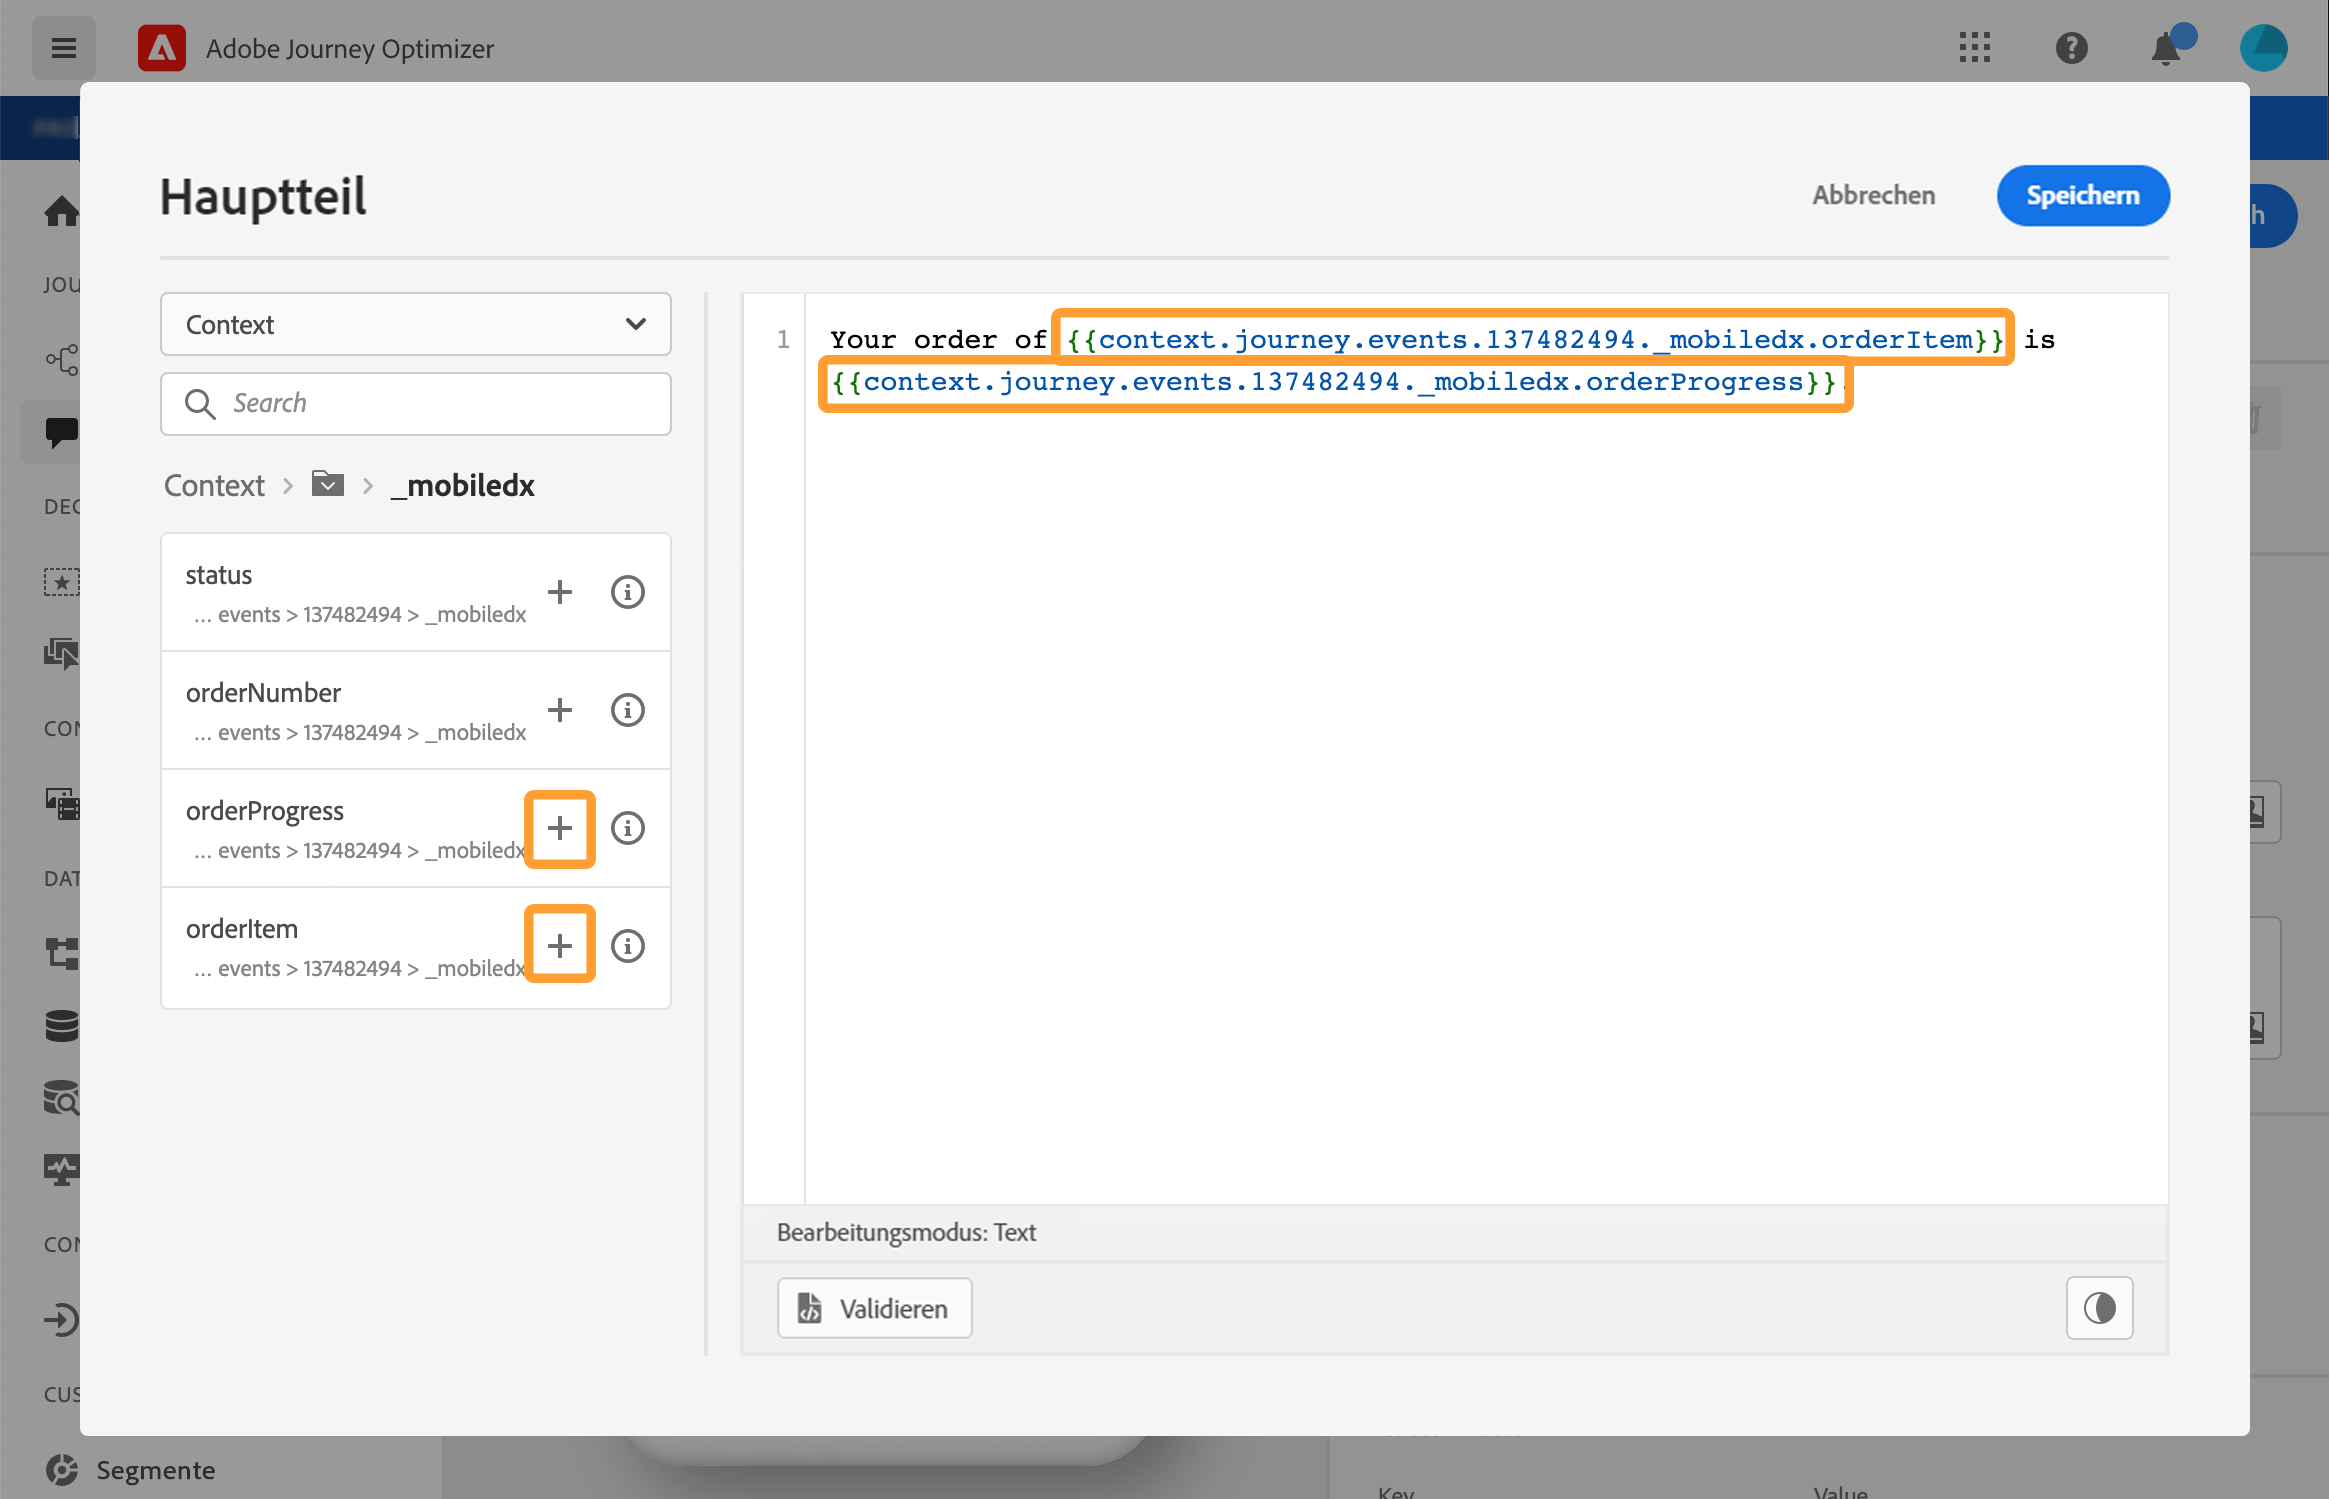 Adobe Journey Optimizer
Hauptteil
Abbrechen
Speichern
h
JOU
DEC
CON
DAT
CON
CUS
Segmente
Context
Search
Context > > _mobiledx
status
... events > 137482494 > _mobiledx
orderNumber
... events > 137482494 > _mobiledx
orderProgress
... events > 137482494 > _mobiledx
orderItem
... events > 137482494 > _mobiledx
1
Your order of {{context.journey.events.137482494._mobiledx.orderItem}} is
{{context.journey.events.137482494._mobiledx.orderProgress}}.
Bearbeitungsmodus: Text
Validieren
Key
Value